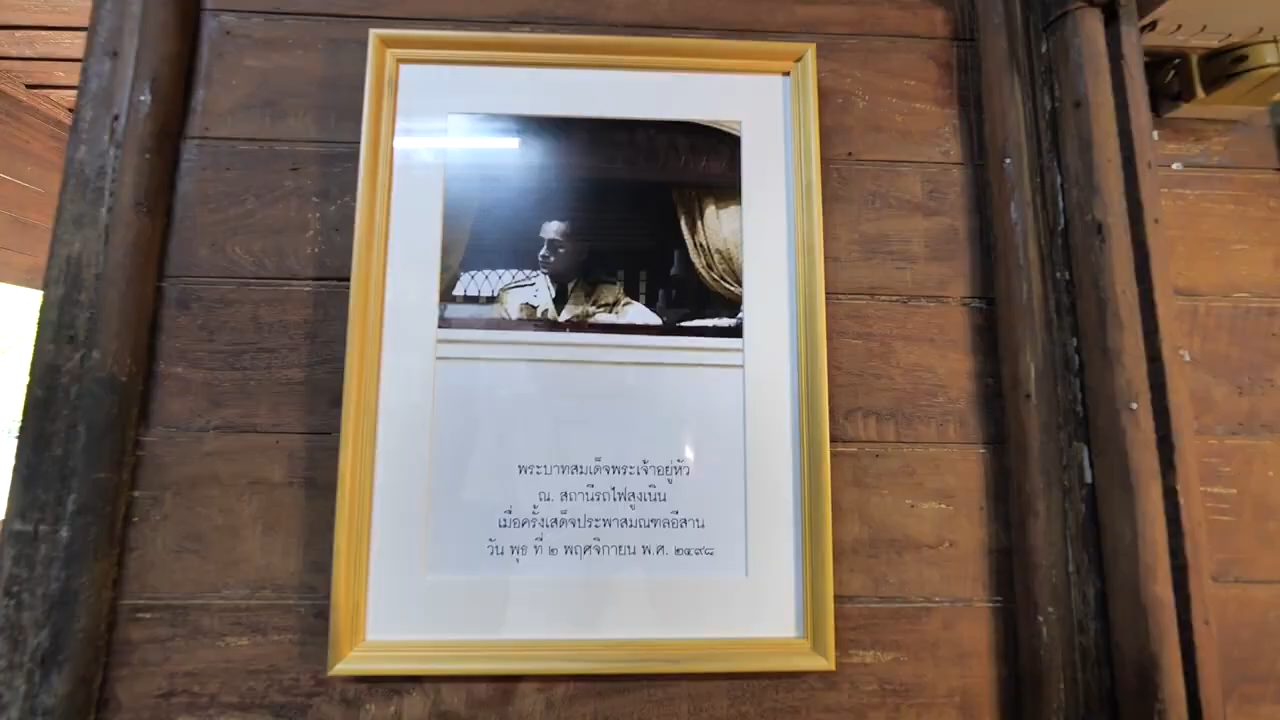 พระบาทสมเด็จพระเจ้าอยู่หัว
ณ. สถานีรถไฟสูงเนิน
เมื่อครั้งเสด็จประพาสมณฑลอีสาน
วัน พุธ ที่ ๒ พฤศจิกายน พ.ศ. ๒๔๙๘